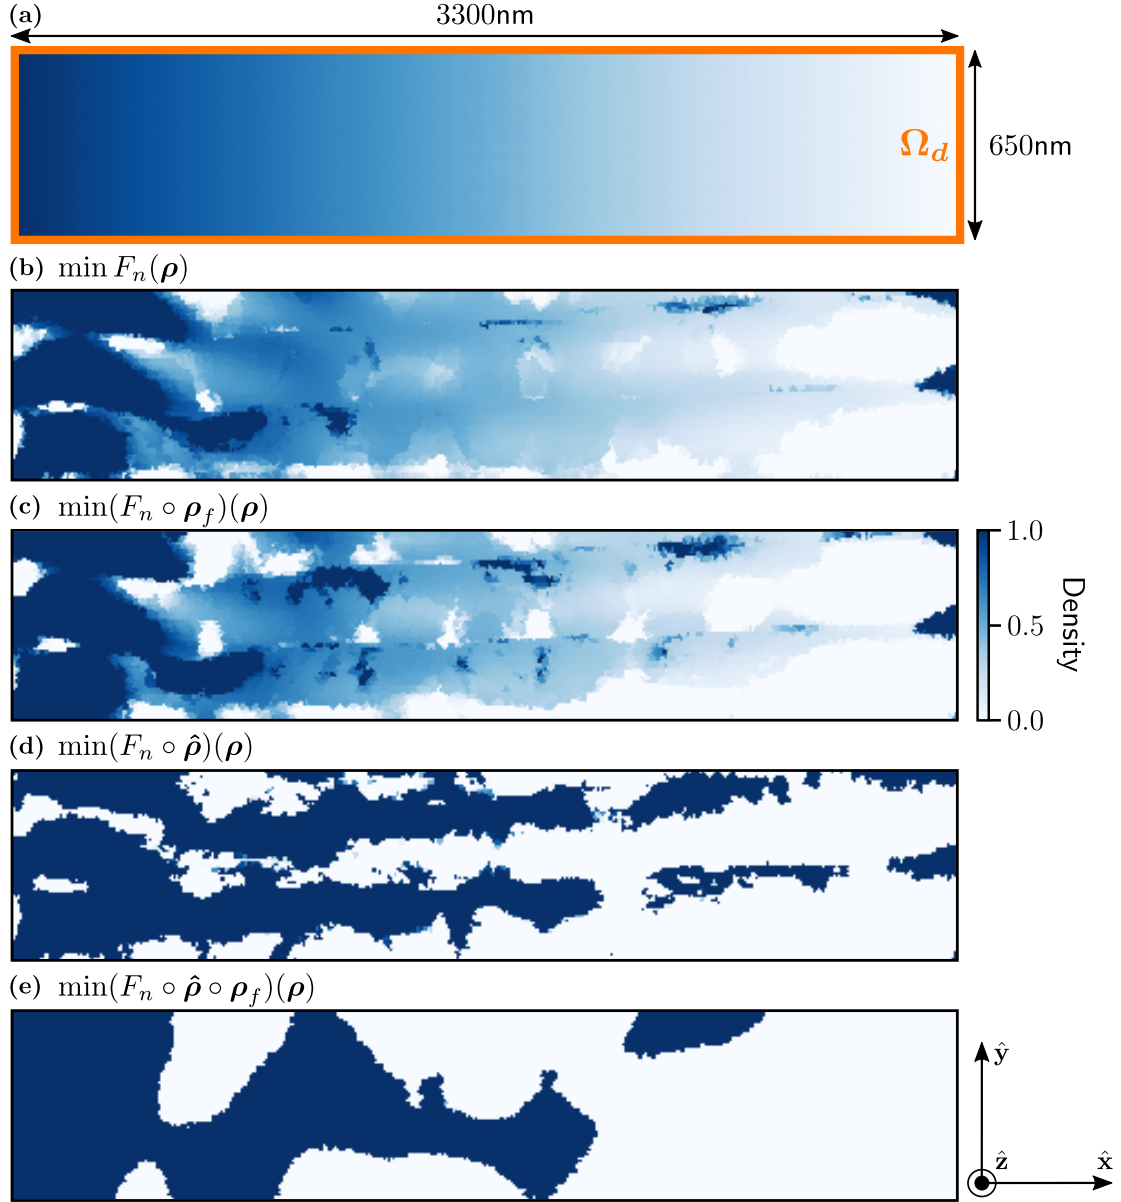 (a)
3300nm
Ω_d
650nm
(b) min F_n(ρ)
(c) min(F_n ∘ ρ_f)(ρ)
1.0
0.5
0.0
Density
(d) min(F_n ∘ ρ̂)(ρ)
(e) min(F_n ∘ ρ̂ ∘ ρ_f)(ρ)
ŷ
ẑ
x̂